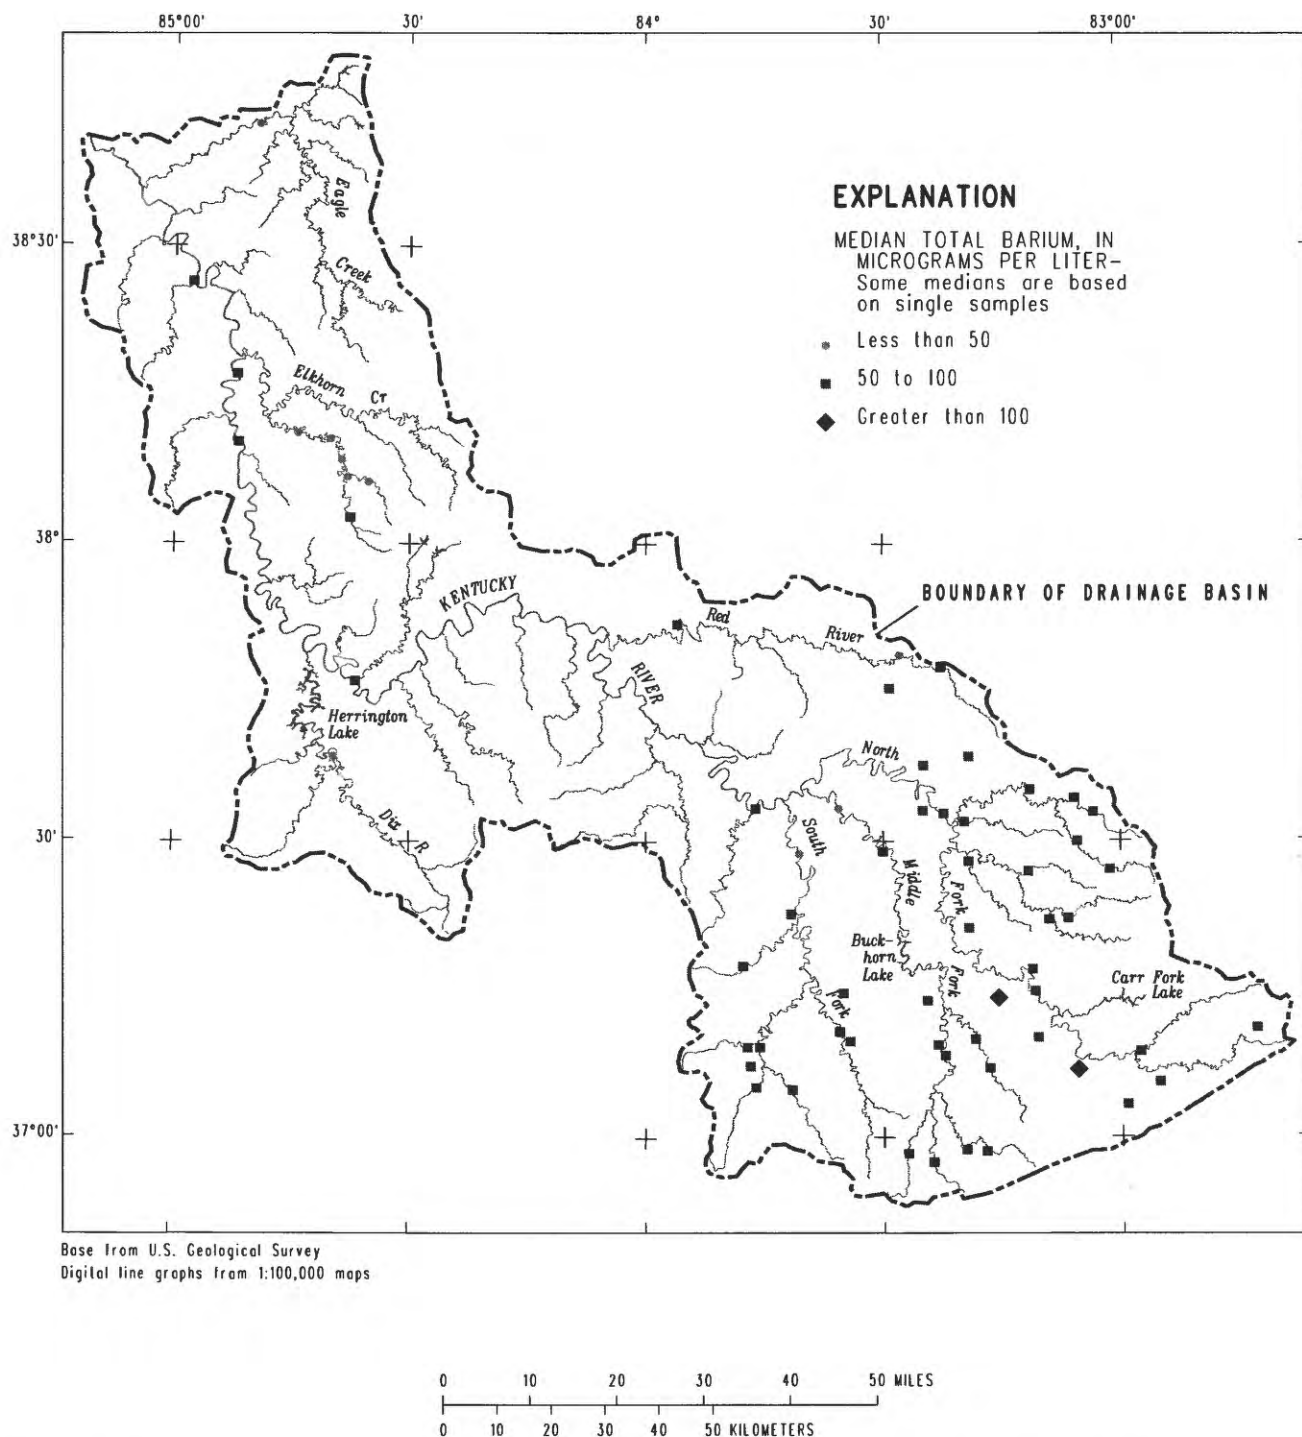 85°00' 30' 84° 30' 83°00'
38°30'
38°
30'
37°00'
EXPLANATION
MEDIAN TOTAL BARIUM, IN
MICROGRAMS PER LITER-
Some medians are based
on single samples
Less than 50
50 to 100
Greater than 100
Eagle
Creek
Elkhorn
Cr
BOUNDARY OF DRAINAGE BASIN
KENTUCKY
RIVER
Red
River
Herrington
Lake
Dix R
North
Fork
South
Fork
Middle
Fork
Buck-
horn
Lake
Carr Fork
Lake
Base from U.S. Geological Survey
Digital line graphs from 1:100,000 maps
0 10 20 30 40 50 MILES
0 10 20 30 40 50 KILOMETERS